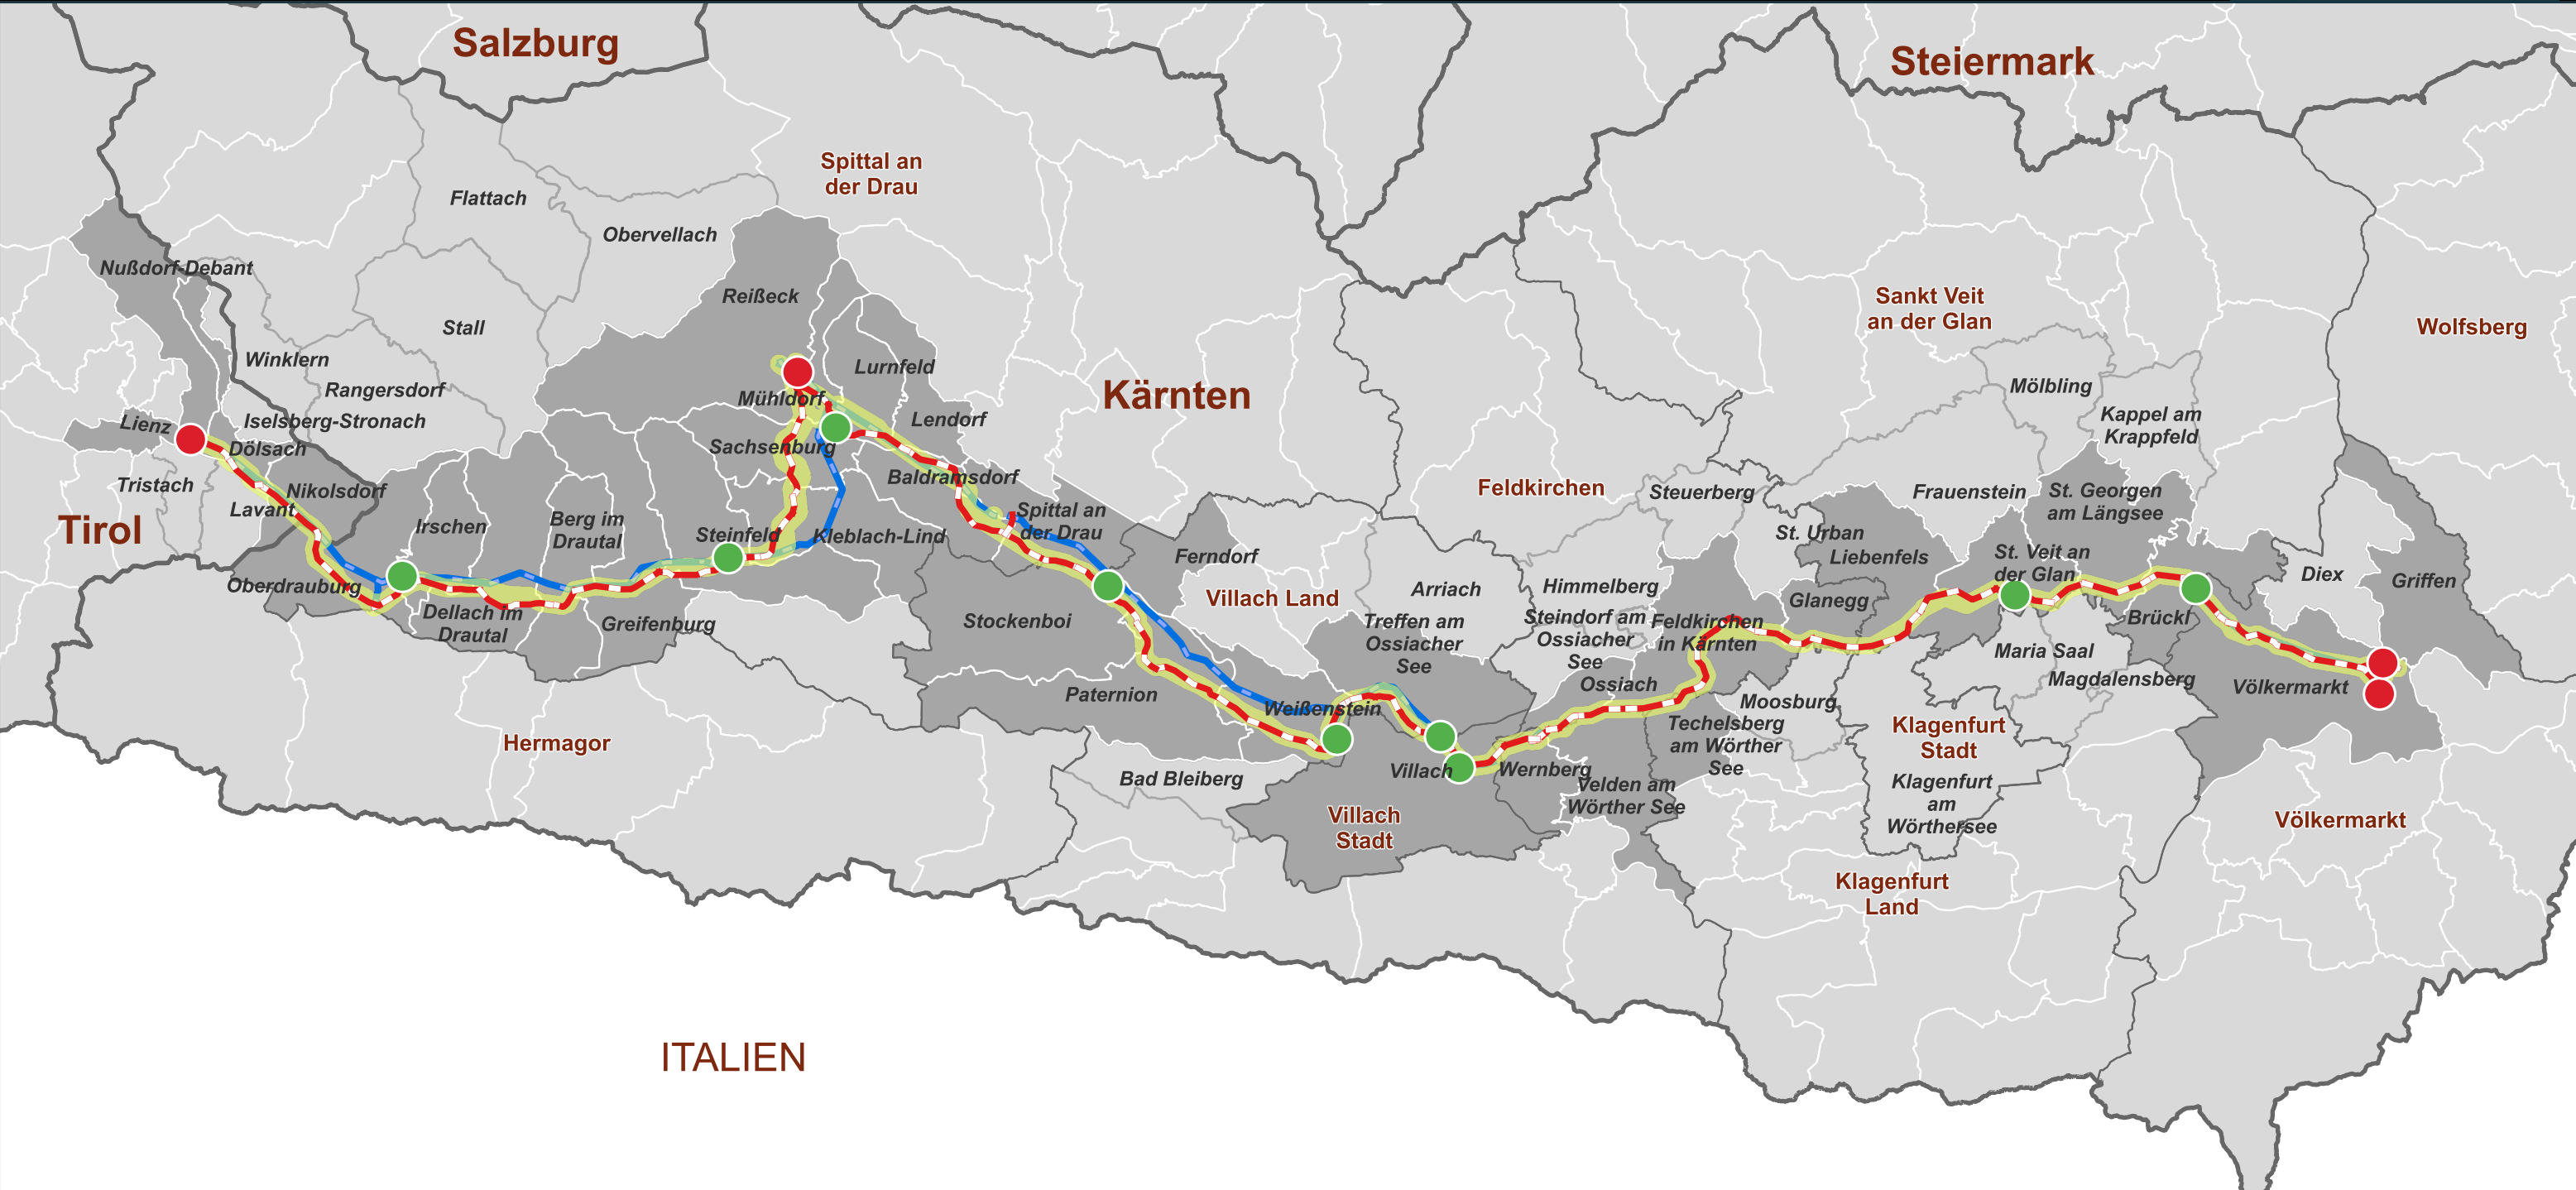 Salzburg
Steiermark
Spittal an
der Drau
Flattach
Obervellach
Nußdorf-Debant
Reißeck
Sankt Veit
an der Glan
Wolfsberg
Stall
Winklern
Lurnfeld
Rangersdorf
Mühldorf
Kärnten
Mölbling
Lienz
Iselsberg-Stronach
Lendorf
Kappel am
Krappfeld
Dölsach
Sachsenburg
Tristach
Nikolsdorf
Baldramsdorf
Feldkirchen
Steuerberg
Frauenstein
St. Georgen
am Längsee
Lavant
Tirol
Irschen
Berg im
Drautal
Steinfeld
Kleblach-Lind
Spittal an
der Drau
Ferndorf
St. Urban
Liebenfels
St. Veit an
der Glan
Diex
Griffen
Oberdrauburg
Villach Land
Arriach
Himmelberg
Glanegg
Dellach im
Drautal
Greifenburg
Stockenboi
Treffen am
Ossiacher
See
Steindorf am
Ossiacher
See
Feldkirchen
in Kärnten
Brückl
Maria Saal
Magdalensberg
Völkermarkt
Ossiach
Paternion
Weißenstein
Moosburg
Techelsberg
am Wörther
See
Klagenfurt
Stadt
Hermagor
Bad Bleiberg
Villach
Wernberg
Velden am
Wörther See
Klagenfurt
am
Wörthersee
Villach
Stadt
Völkermarkt
Klagenfurt
Land
ITALIEN